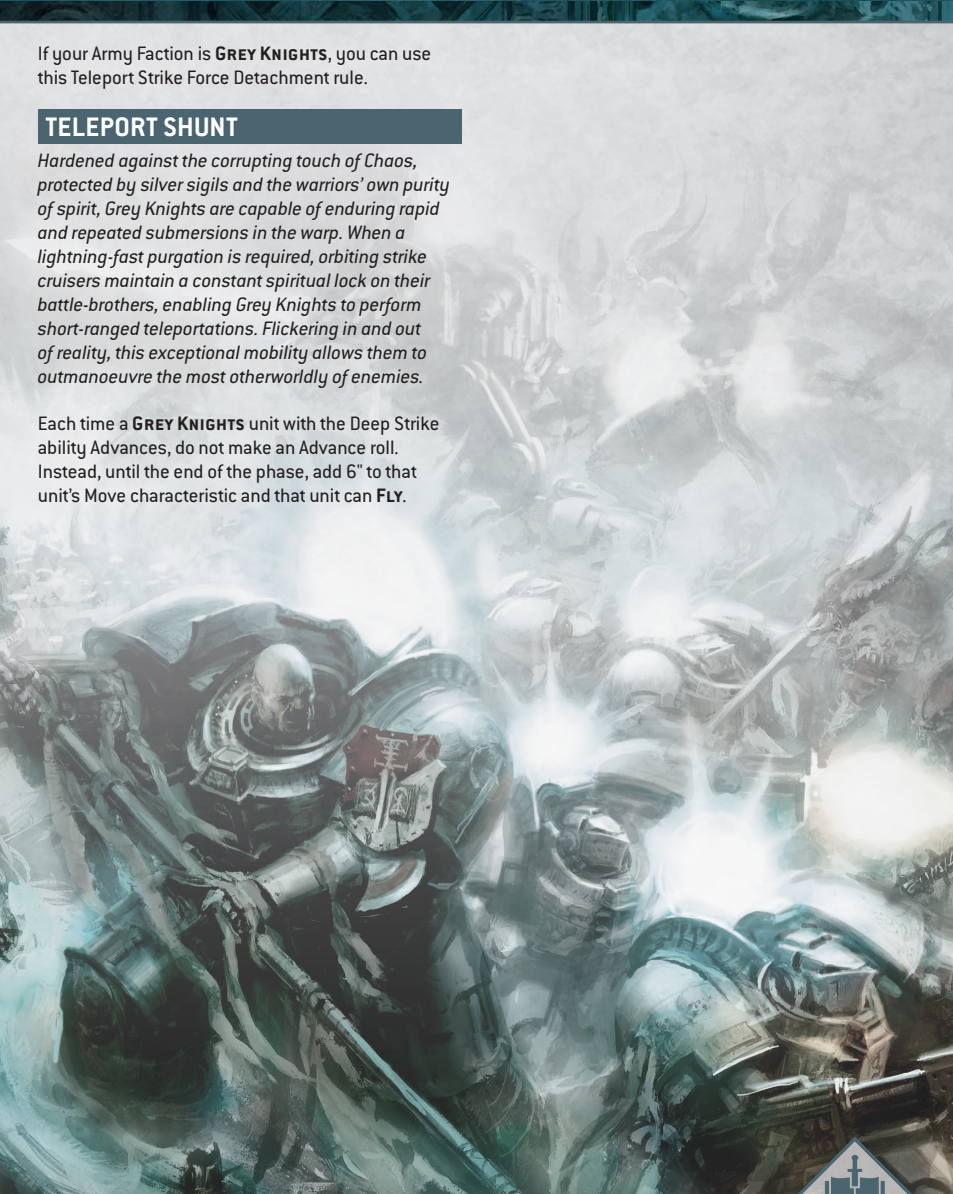 If your Army Faction is GREY KNIGHTS, you can use
this Teleport Strike Force Detachment rule.
TELEPORT SHUNT
Hardened against the corrupting touch of Chaos,
protected by silver sigils and the warriors’ own purity
of spirit, Grey Knights are capable of enduring rapid
and repeated submersions in the warp. When a
lightning-fast purgation is required, orbiting strike
cruisers maintain a constant spiritual lock on their
battle-brothers, enabling Grey Knights to perform
short-ranged teleportations. Flickering in and out
of reality, this exceptional mobility allows them to
outmanoeuvre the most otherworldly of enemies.
Each time a GREY KNIGHTS unit with the Deep Strike
ability Advances, do not make an Advance roll.
Instead, until the end of the phase, add 6" to that
unit’s Move characteristic and that unit can FLY.